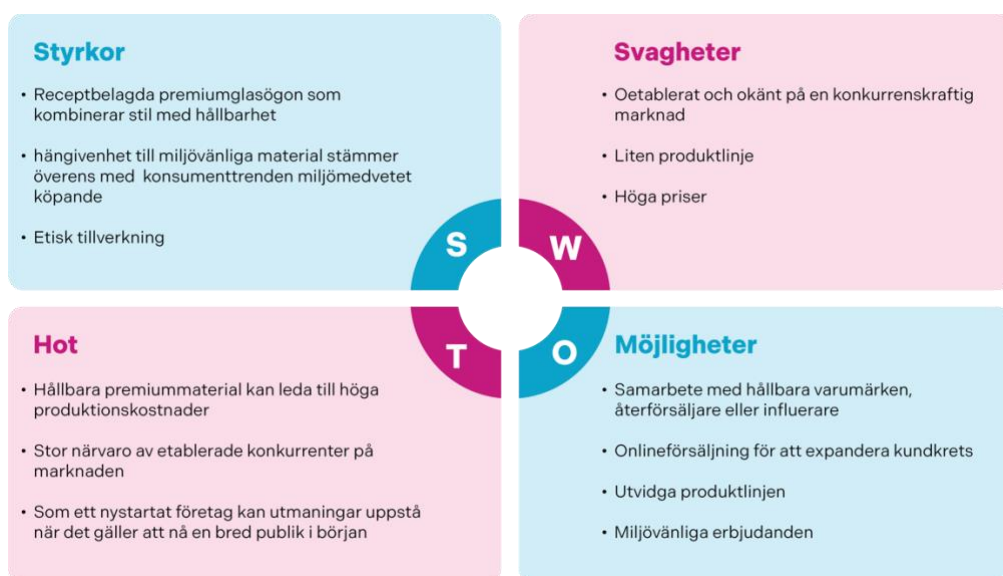 Styrkor
• Receptbelagda premiumglasögon som
kombinerar stil med hållbarhet
• hängivenhet till miljövänliga material stämmer
överens med konsumenttrenden miljömedvetet
köpande
• Etisk tillverkning
S
Svagheter
• Oetablerat och okänt på en konkurrenskraftig
marknad
• Liten produktlinje
• Höga priser
W
Hot
• Hållbara premiummaterial kan leda till höga
produktionskostnader
• Stor närvaro av etablerade konkurrenter på
marknaden
• Som ett nystartat företag kan utmaningar uppstå
när det gäller att nå en bred publik i början
T
Möjligheter
• Samarbete med hållbara varumärken,
återförsäljare eller influerare
• Onlineförsäljning för att expandera kundkrets
• Utvidga produktlinjen
• Miljövänliga erbjudanden
O